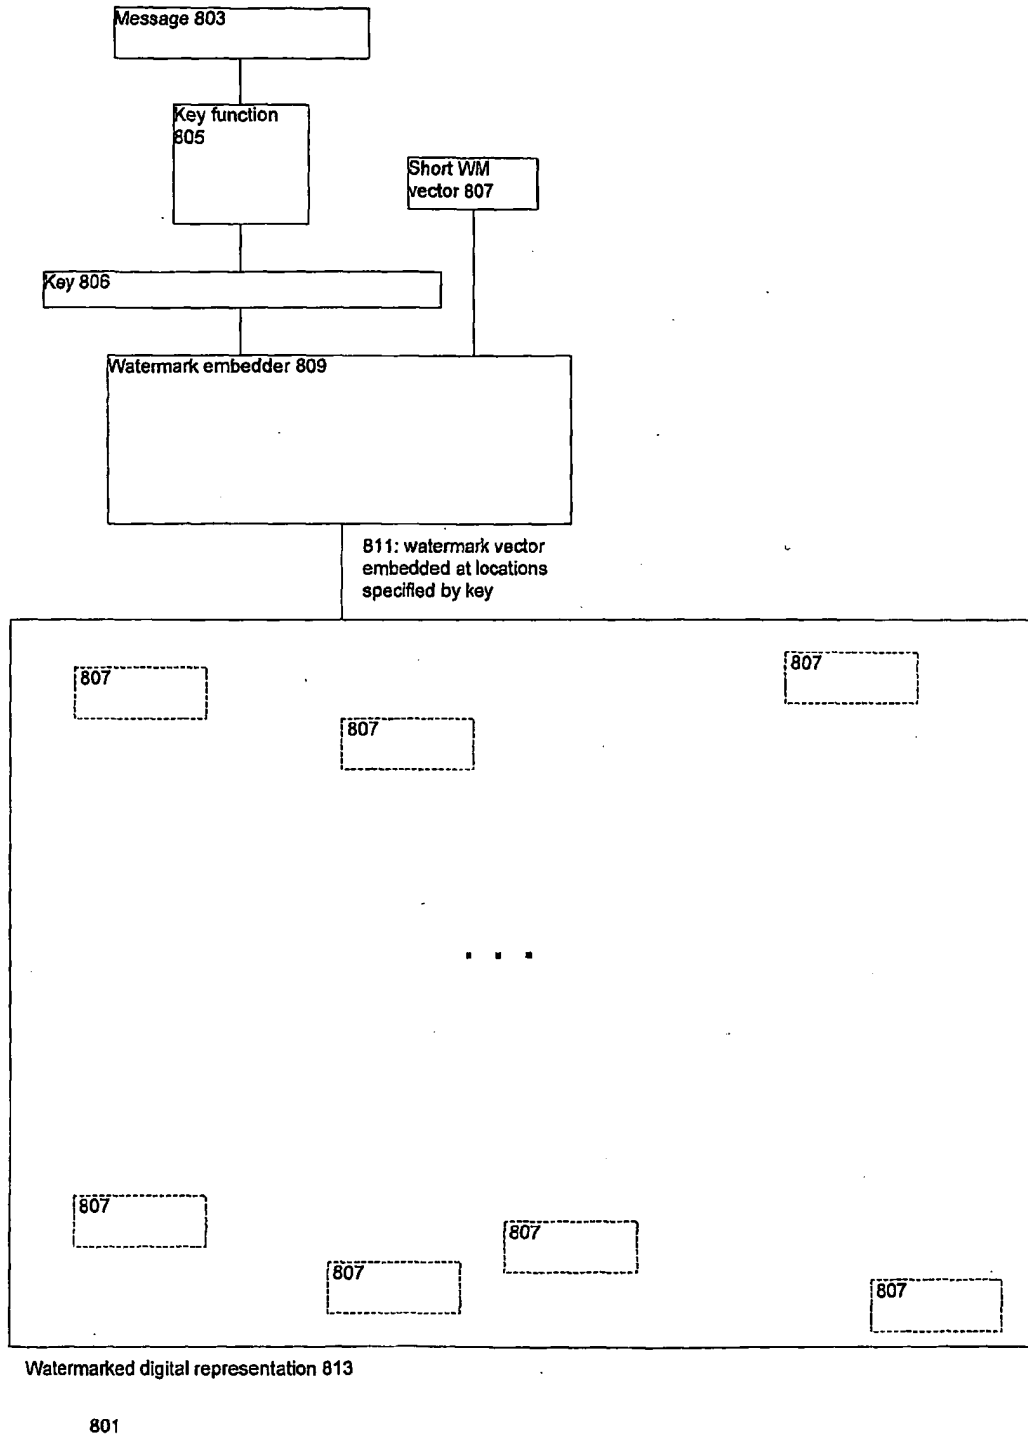 Message 803
Key function
805
Short WM
vector 807
Key 806
Watermark embedder 809
811: watermark vector
embedded at locations
specified by key
807
807
807
. . .
807
807
807
807
Watermarked digital representation 813
801